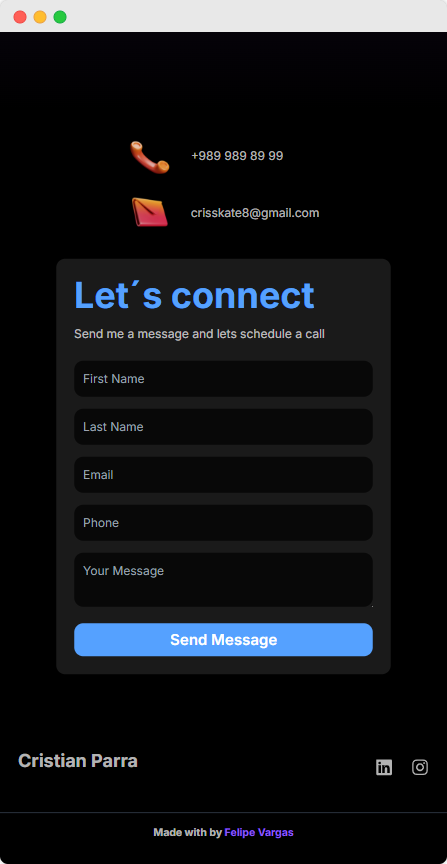 +989 989 89 99
crisskate8@gmail.com
Let´s connect
Send me a message and lets schedule a call
First Name
Last Name
Email
Phone
Your Message
Send Message
Cristian Parra
Made with by Felipe Vargas